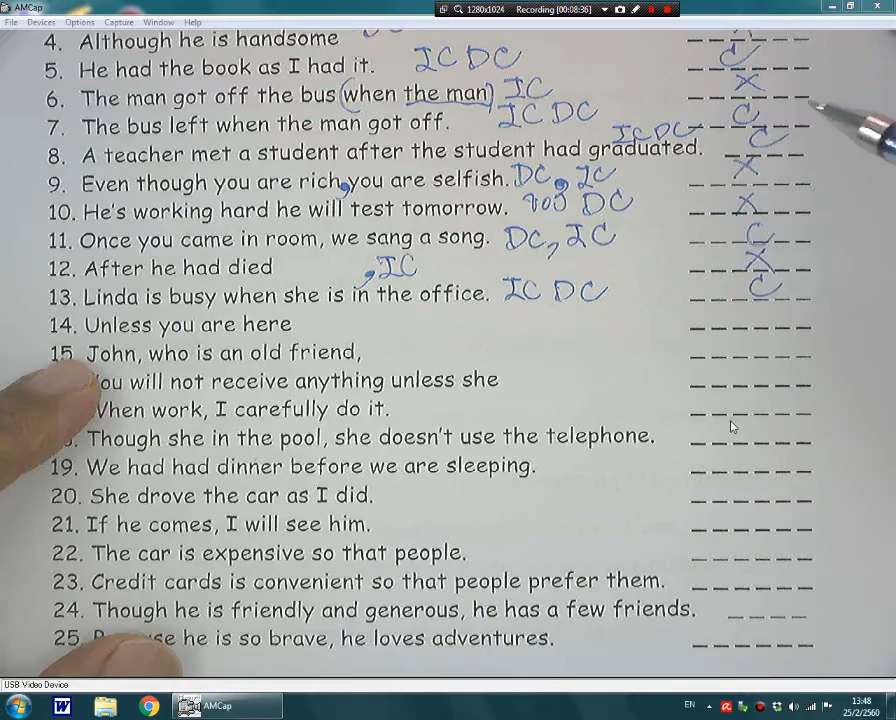 AMCap
1280x1024 Recording [00:08:36]
File Devices Options Capture Window Help
4. Although he is handsome
5. He had the book as I had it. IC DC C
6. The man got off the bus (when the man) IC X
7. The bus left when the man got off. IC DC C
8. A teacher met a student after the student had graduated. IC DC C
9. Even though you are rich, you are selfish. DC, IC X
10. He's working hard he will test tomorrow. DC X
11. Once you came in room, we sang a song. DC, IC C
12. After he had died ,IC X
13. Linda is busy when she is in the office. IC DC C
14. Unless you are here
15. John, who is an old friend,
You will not receive anything unless she
When work, I carefully do it.
Though she in the pool, she doesn't use the telephone.
19. We had had dinner before we are sleeping.
20. She drove the car as I did.
21. If he comes, I will see him.
22. The car is expensive so that people.
23. Credit cards is convenient so that people prefer them.
24. Though he is friendly and generous, he has a few friends.
25. he is so brave, he loves adventures.
USB Video Device
AMCap EN 13:48
25/2/2560